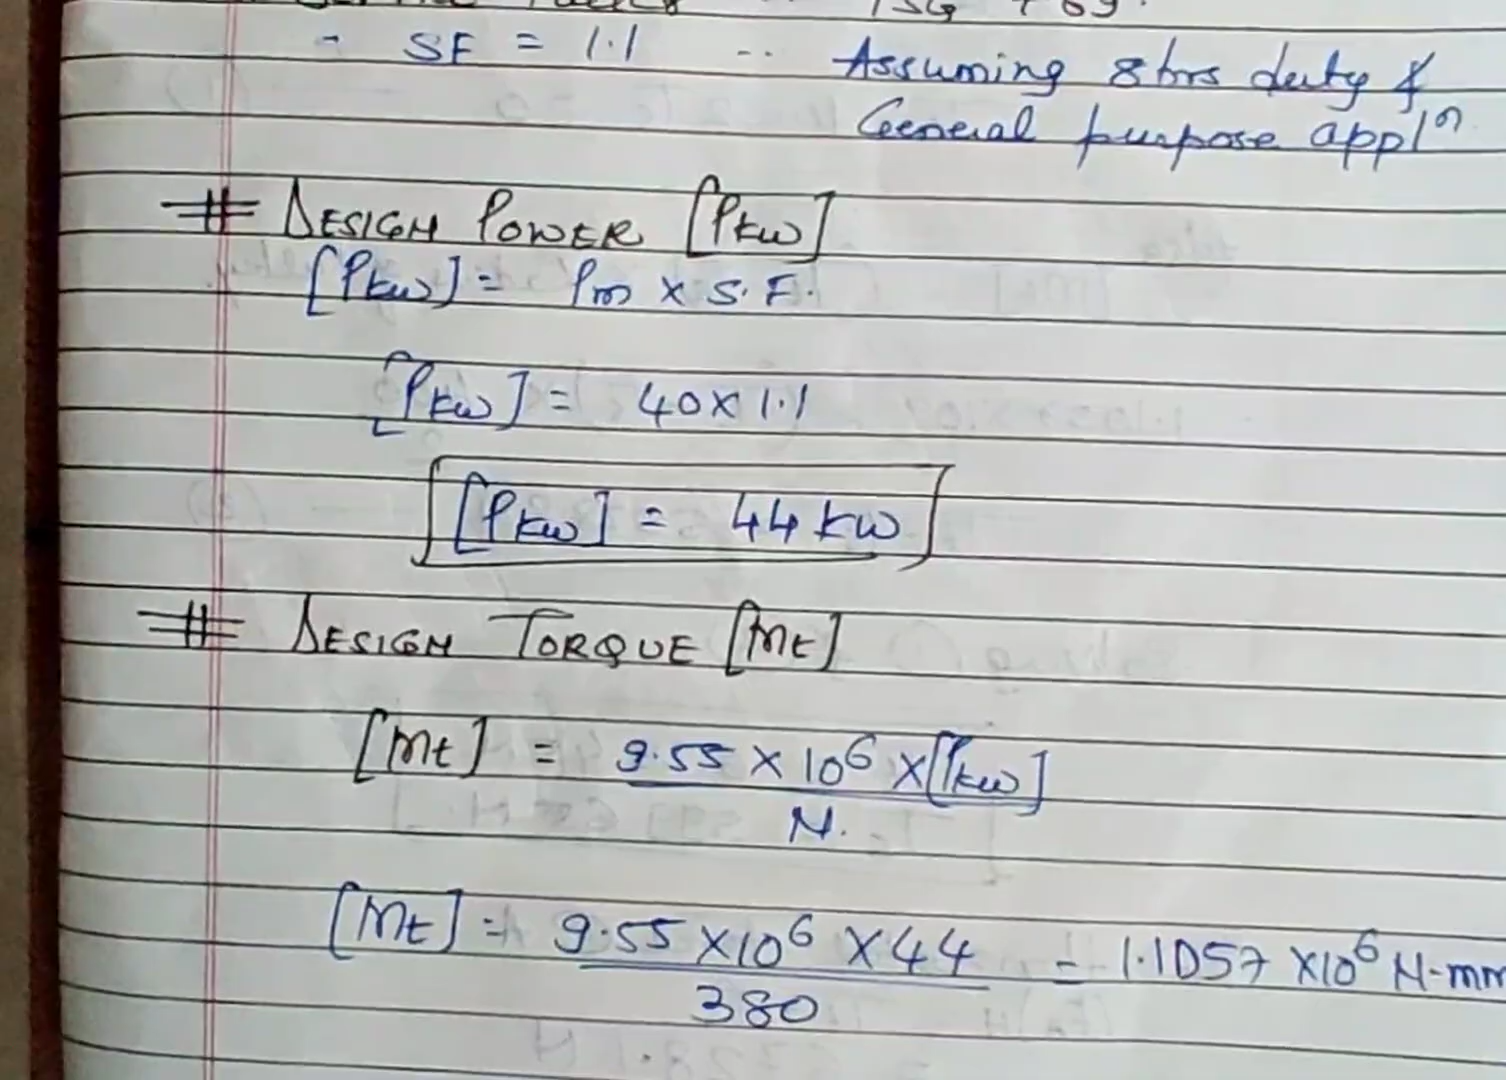 - SF = 1.1 -- Assuming 8 hrs duty &
General purpose appl^n
# DESIGN POWER [Pkw]
[Pkw] = Pm x S.F.
[Pkw] = 40 x 1.1
[Pkw] = 44 kw
# DESIGN TORQUE [Mt]
[Mt] = 9.55 x 10^6 x [Pkw]
N.
[Mt] = 9.55 x 10^6 x 44 = 1.1057 x 10^6 N-mm
380